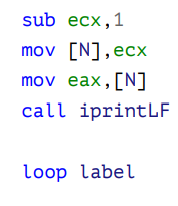 sub ecx,1
mov [N],ecx
mov eax,[N]
call iprintLF
loop label